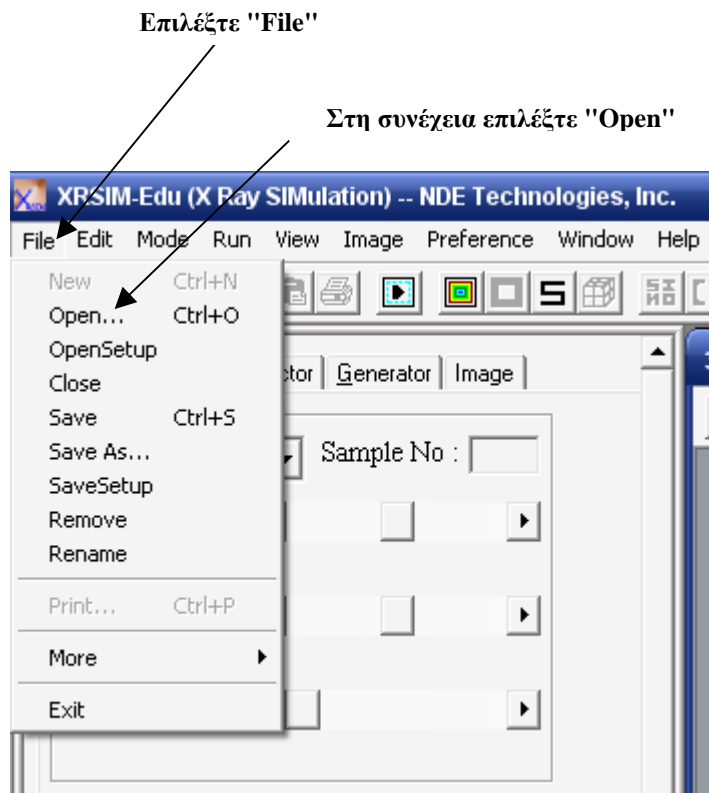 Επιλέξτε "File"
Στη συνέχεια επιλέξτε "Open"
XRSIM-Edu (X Ray SIMulation) -- NDE Technologies, Inc.
File Edit Mode Run View Image Preference Window Help
New Ctrl+N
Open... Ctrl+O
OpenSetup
Close
Save Ctrl+S
Save As...
SaveSetup
Remove
Rename
Print... Ctrl+P
More
Exit
Generator Image
Sample No :